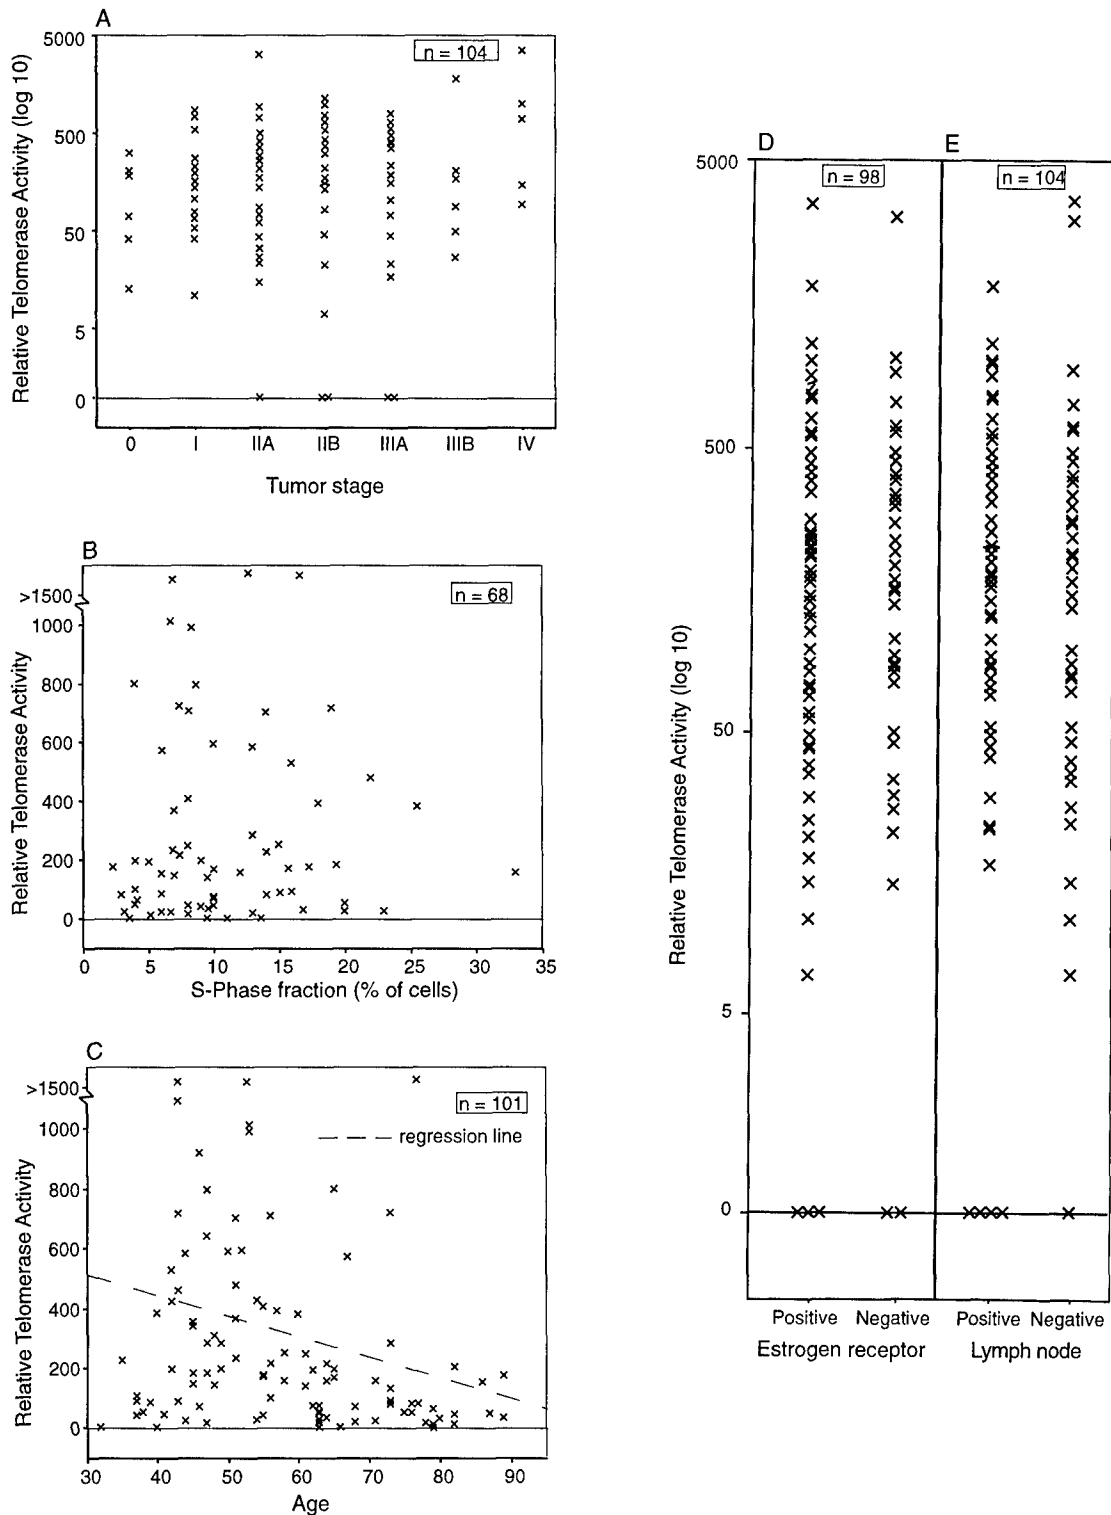 A
n = 104
Relative Telomerase Activity (log 10)
5000
500
50
5
0
0 I IIA IIB IIIA IIIB IV
Tumor stage
B
n = 68
Relative Telomerase Activity
>1500
1000
800
600
400
200
0
0 5 10 15 20 25 30 35
S-Phase fraction (% of cells)
C
n = 101
regression line
Relative Telomerase Activity
>1500
1000
800
600
400
200
0
30 40 50 60 70 80 90
Age
D E
n = 98 n = 104
Relative Telomerase Activity (log 10)
5000
500
50
5
0
Positive Negative Positive Negative
Estrogen receptor Lymph node